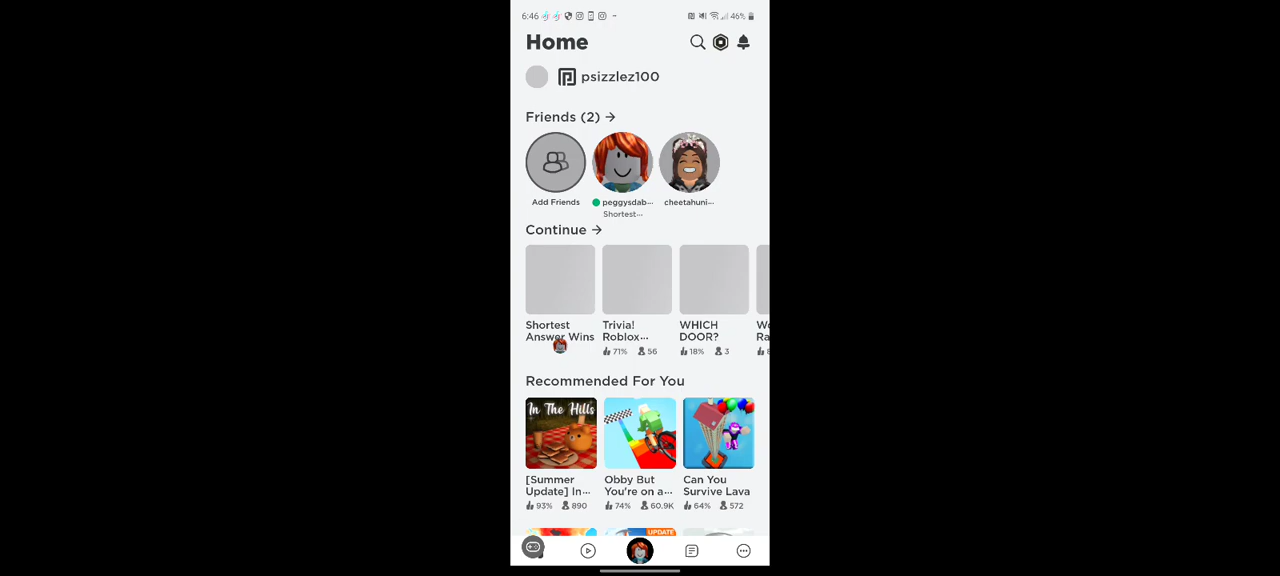 6:46
46%
Home
psizzlez100
Friends (2) →
Add Friends
peggysdab...
cheetahuni...
Shortest...
Continue →
Shortest Trivia! WHICH We
Answer Wins Roblox... DOOR? Ra
71% 56 18% 3
Recommended For You
In The Hills
[Summer Obby But Can You
Update] In... You're on a... Survive Lava
93% 890 74% 60.9K 64% 572
UPDATE